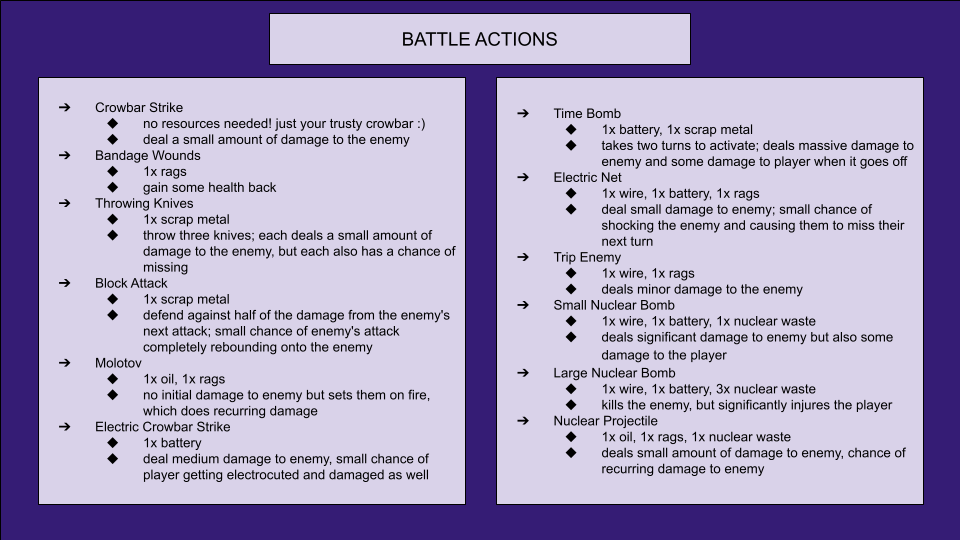 BATTLE ACTIONS
➔ Crowbar Strike
◆ no resources needed! just your trusty crowbar :)
◆ deal a small amount of damage to the enemy
➔ Bandage Wounds
◆ 1x rags
◆ gain some health back
➔ Throwing Knives
◆ 1x scrap metal
◆ throw three knives; each deals a small amount of
damage to the enemy, but each also has a chance of
missing
➔ Block Attack
◆ 1x scrap metal
◆ defend against half of the damage from the enemy's
next attack; small chance of enemy's attack
completely rebounding onto the enemy
➔ Molotov
◆ 1x oil, 1x rags
◆ no initial damage to enemy but sets them on fire,
which does recurring damage
➔ Electric Crowbar Strike
◆ 1x battery
◆ deal medium damage to enemy, small chance of
player getting electrocuted and damaged as well
➔ Time Bomb
◆ 1x battery, 1x scrap metal
◆ takes two turns to activate; deals massive damage to
enemy and some damage to player when it goes off
➔ Electric Net
◆ 1x wire, 1x battery, 1x rags
◆ deal small damage to enemy; small chance of
shocking the enemy and causing them to miss their
next turn
➔ Trip Enemy
◆ 1x wire, 1x rags
◆ deals minor damage to the enemy
➔ Small Nuclear Bomb
◆ 1x wire, 1x battery, 1x nuclear waste
◆ deals significant damage to enemy but also some
damage to the player
➔ Large Nuclear Bomb
◆ 1x wire, 1x battery, 3x nuclear waste
◆ kills the enemy, but significantly injures the player
➔ Nuclear Projectile
◆ 1x oil, 1x rags, 1x nuclear waste
◆ deals small amount of damage to enemy, chance of
recurring damage to enemy